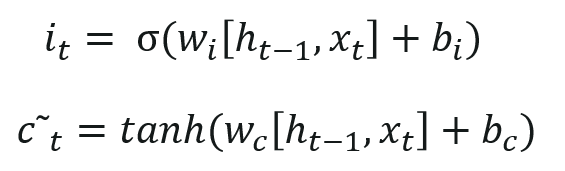 i_t = σ(w_i[h_{t−1}, x_t] + b_i)
c˜_t = tanh(w_c[h_{t−1}, x_t] + b_c)